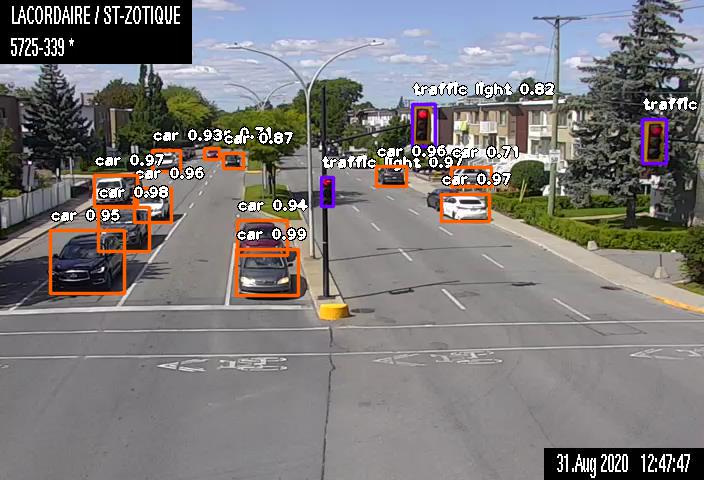 LACORDAIRE / ST-ZOTIQUE
5725-339 *
traffic light 0.82
traffic
car 0.93
0.71
0.87
car 0.97
car 0.96
traffic light 0.97
car 0.96
car 0.71
car 0.97
car 0.98
car 0.95
car 0.94
car 0.99
31.Aug 2020 12:47:47